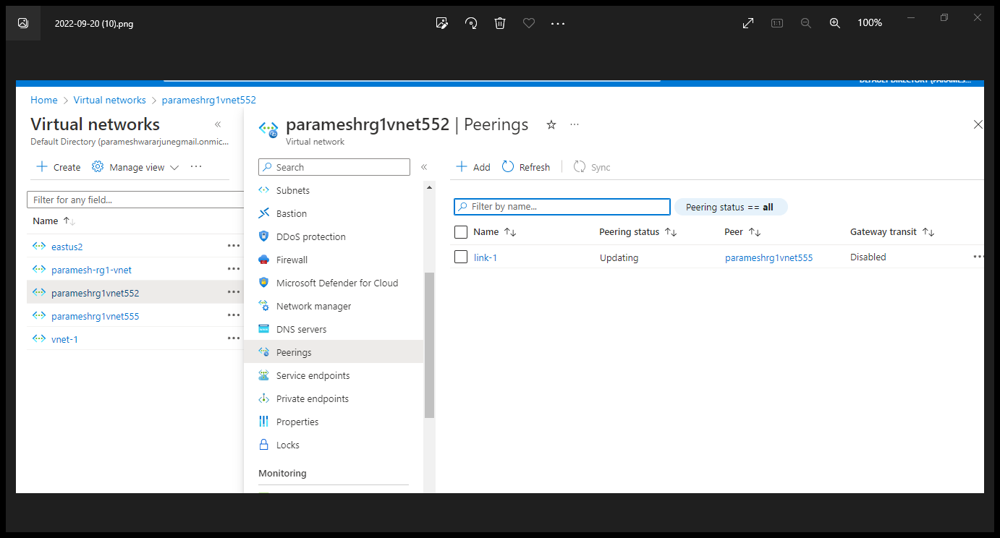 2022-09-20 (10).png
100%
DEFAULT DIRECTORY (PARAMES...
Home > Virtual networks > parameshrg1vnet552
Virtual networks «
Default Directory (parameshwararjunegmail.onmic...
Create Manage view ...
Filter for any field...
Name ↑↓
eastus2 ...
paramesh-rg1-vnet ...
parameshrg1vnet552 ...
parameshrg1vnet555 ...
vnet-1 ...
parameshrg1vnet552 | Peerings ...
Virtual network
Search «
Subnets
Bastion
DDoS protection
Firewall
Microsoft Defender for Cloud
Network manager
DNS servers
Peerings
Service endpoints
Private endpoints
Properties
Locks
Monitoring
Add Refresh Sync
Filter by name... Peering status == all
Name ↑↓ Peering status ↑↓ Peer ↑↓ Gateway transit ↑↓
link-1 Updating parameshrg1vnet555 Disabled ...